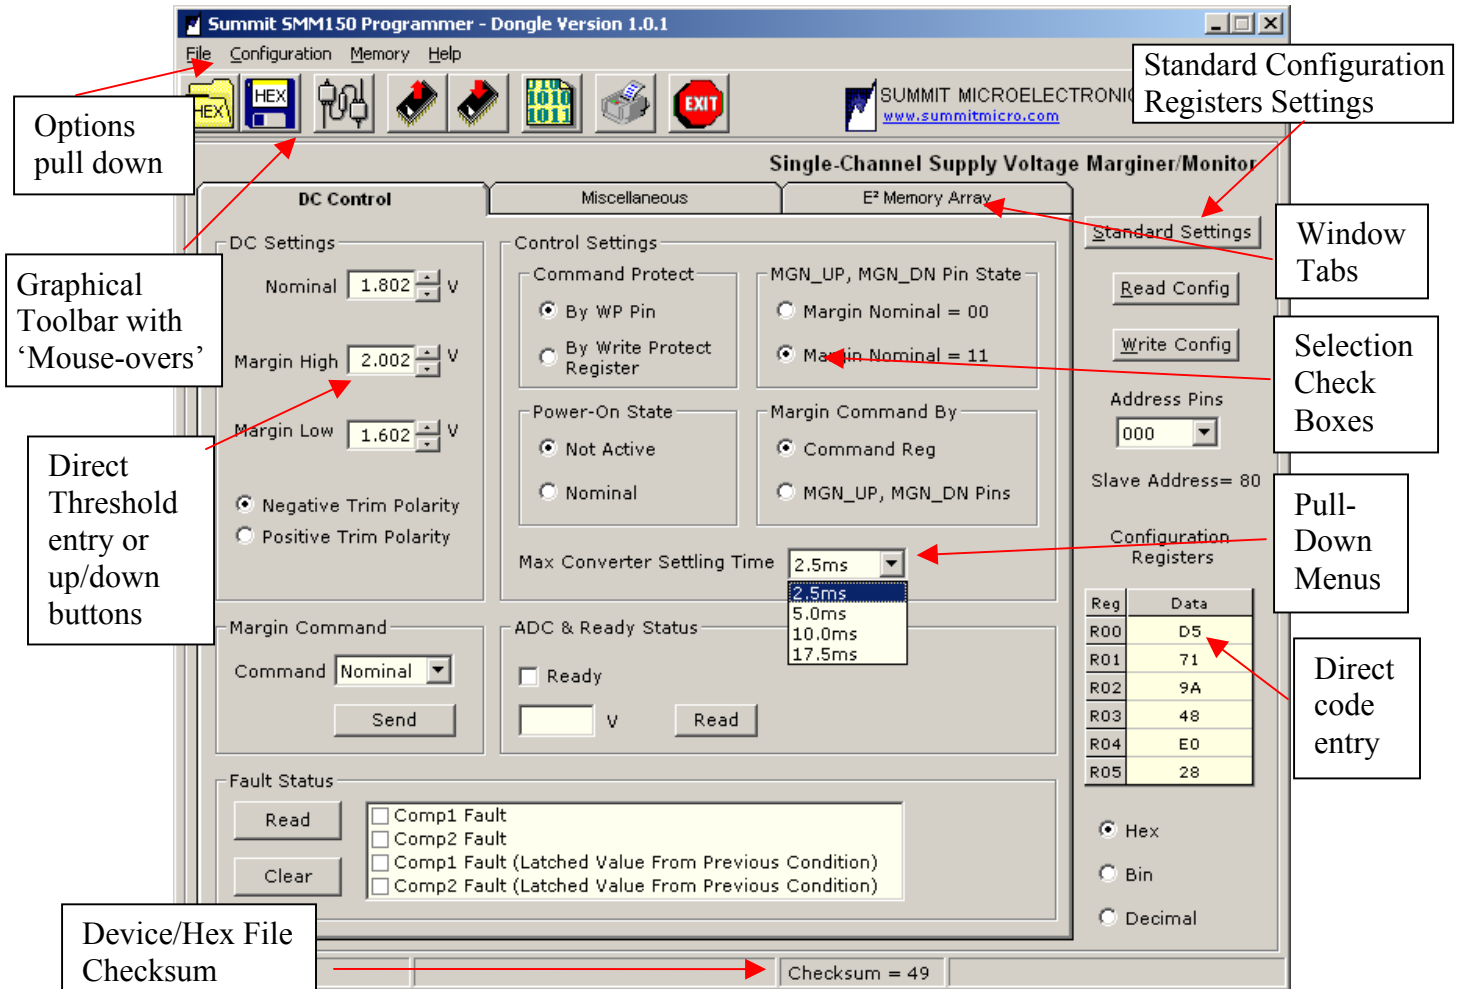 Summit SMM150 Programmer - Dongle Version 1.0.1
File Configuration Memory Help
HEX
HEX
1010
1011
EXIT
SUMMIT MICROELECTRONIC
www.summitmicro.com
Standard Configuration
Registers Settings
Options
pull down
Single-Channel Supply Voltage Marginer/Monitor
DC Control
Miscellaneous
E² Memory Array
Standard Settings
Window
Tabs
DC Settings
Nominal 1.802 V
Margin High 2.002 V
Margin Low 1.602 V
Negative Trim Polarity
Positive Trim Polarity
Graphical
Toolbar with
‘Mouse-overs’
Direct
Threshold
entry or
up/down
buttons
Control Settings
Command Protect
By WP Pin
By Write Protect
Register
MGN_UP, MGN_DN Pin State
Margin Nominal = 00
Margin Nominal = 11
Power-On State
Not Active
Nominal
Margin Command By
Command Reg
MGN_UP, MGN_DN Pins
Max Converter Settling Time 2.5ms
2.5ms
5.0ms
10.0ms
17.5ms
Read Config
Write Config
Selection
Check
Boxes
Address Pins
000
Slave Address= 80
Pull-
Down
Menus
Configuration
Registers
Reg Data
R00 D5
R01 71
R02 9A
R03 48
R04 E0
R05 28
Direct
code
entry
Hex
Bin
Decimal
Margin Command
Command Nominal
Send
ADC & Ready Status
Ready
V Read
Fault Status
Read
Clear
Comp1 Fault
Comp2 Fault
Comp1 Fault (Latched Value From Previous Condition)
Comp2 Fault (Latched Value From Previous Condition)
Device/Hex File
Checksum
Checksum = 49